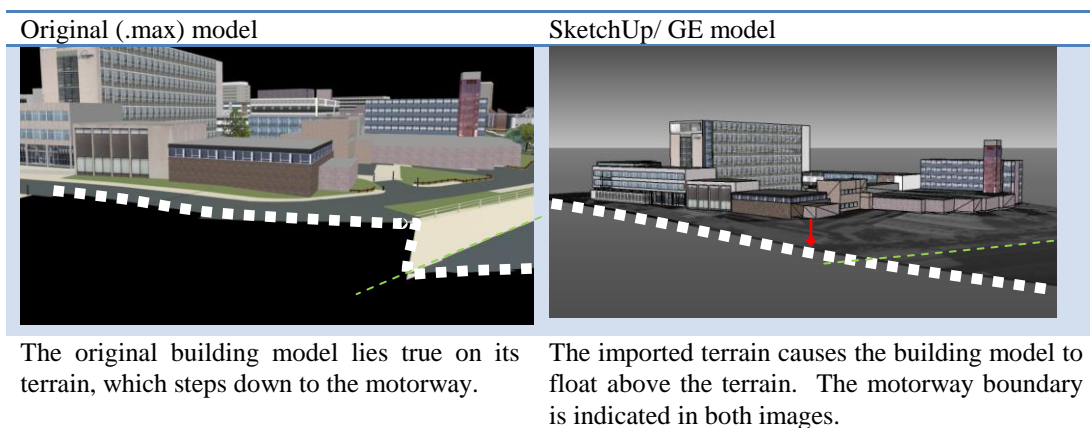 Original (.max) model
SketchUp/ GE model
The original building model lies true on its
terrain, which steps down to the motorway.
The imported terrain causes the building model to
float above the terrain. The motorway boundary
is indicated in both images.